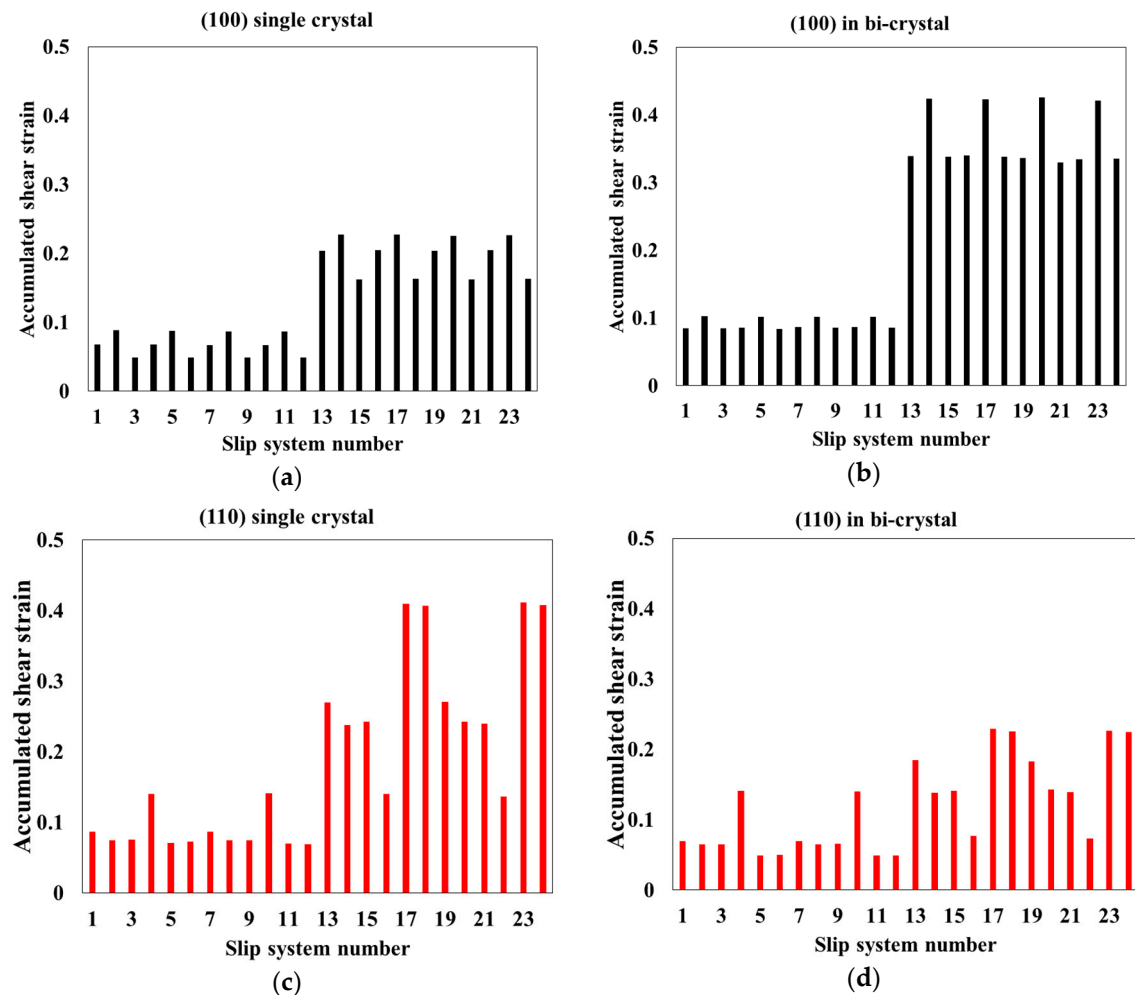 (100) single crystal
Accumulated shear strain
0.5
0.4
0.3
0.2
0.1
0
1 3 5 7 9 11 13 15 17 19 21 23
Slip system number
(a)
(100) in bi-crystal
Accumulated shear strain
0.5
0.4
0.3
0.2
0.1
0
1 3 5 7 9 11 13 15 17 19 21 23
Slip system number
(b)
(110) single crystal
Accumulated shear strain
0.5
0.4
0.3
0.2
0.1
0
1 3 5 7 9 11 13 15 17 19 21 23
Slip system number
(c)
(110) in bi-crystal
Accumulated shear strain
0.5
0.4
0.3
0.2
0.1
0
1 3 5 7 9 11 13 15 17 19 21 23
Slip system number
(d)